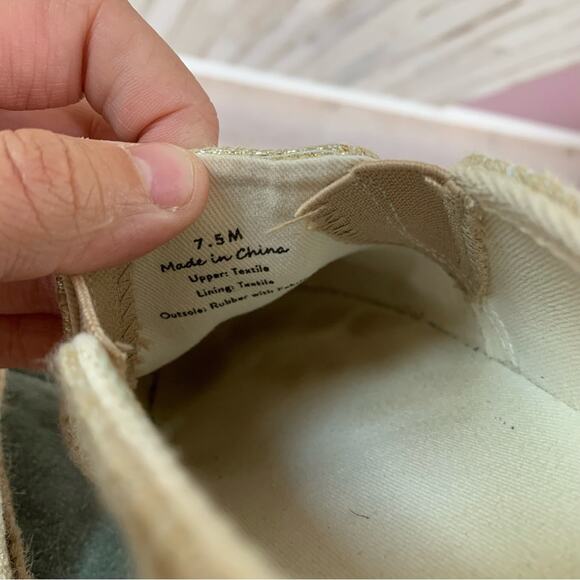 7.5M
Made in China
Upper: Textile
Lining: Textile
Outsole: Rubber with